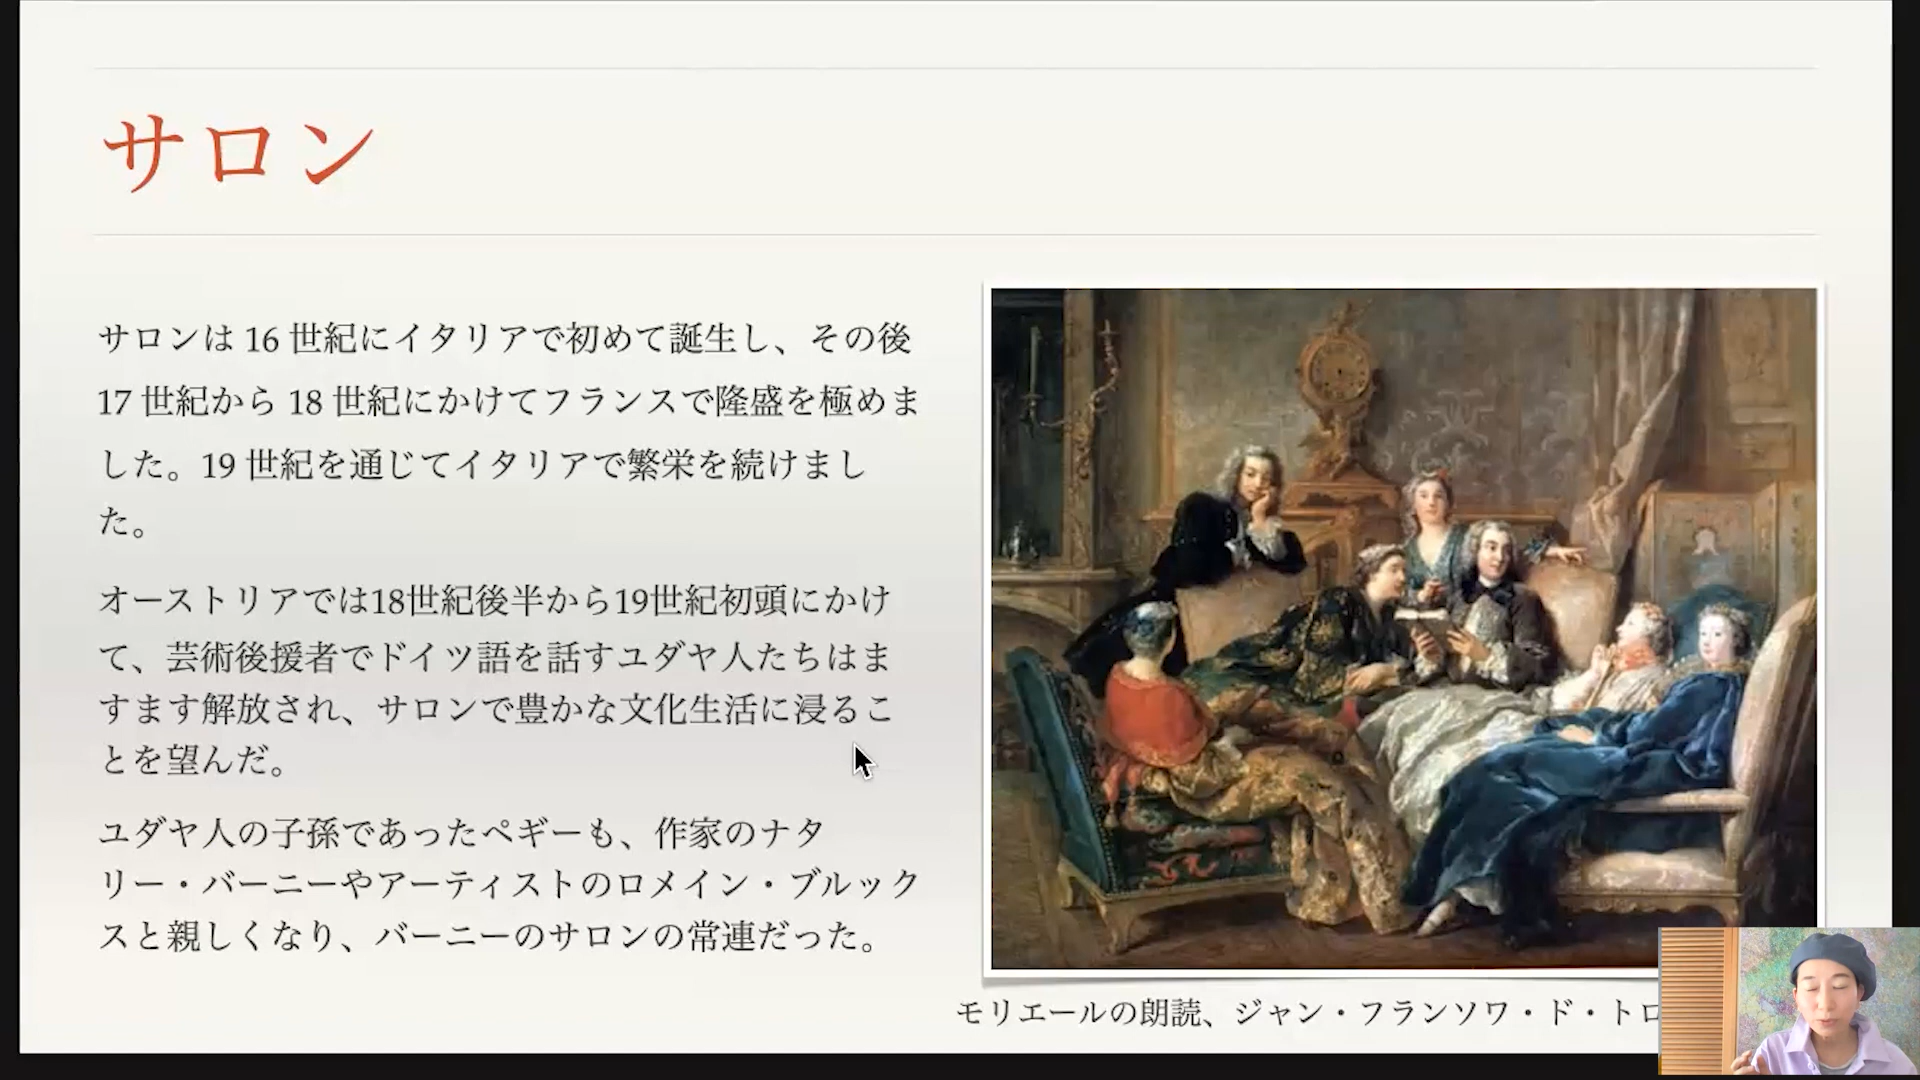 サロン
サロンは 16 世紀にイタリアで初めて誕生し、その後
17 世紀から 18 世紀にかけてフランスで隆盛を極めま
した。19 世紀を通じてイタリアで繁栄を続けまし
た。
オーストリアでは18世紀後半から19世紀初頭にかけ
て、芸術後援者でドイツ語を話すユダヤ人たちはま
すます解放され、サロンで豊かな文化生活に浸るこ
とを望んだ。
ユダヤ人の子孫であったペギーも、作家のナタ
リー・バーニーやアーティストのロメイン・ブルック
スと親しくなり、バーニーのサロンの常連だった。
モリエールの朗読、ジャン・フランソワ・ド・トロ